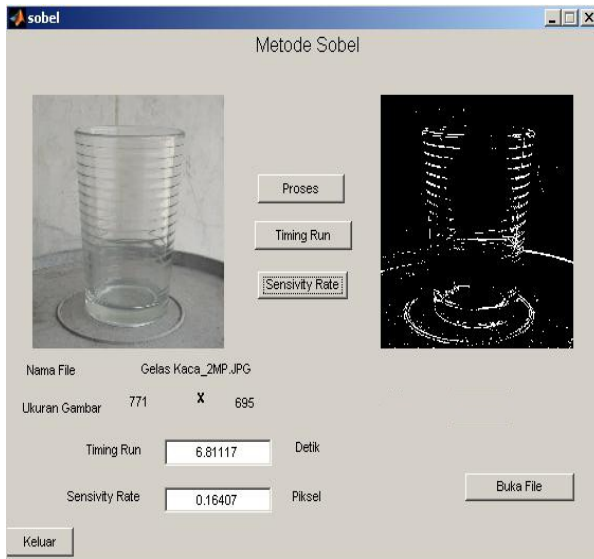 sobel
Metode Sobel
Proses
Timing Run
Sensivity Rate
Nama File Gelas Kaca_2MP.JPG
Ukuran Gambar 771 X 695
Timing Run 6.81117 Detik
Sensivity Rate 0.16407 Piksel
Buka File
Keluar